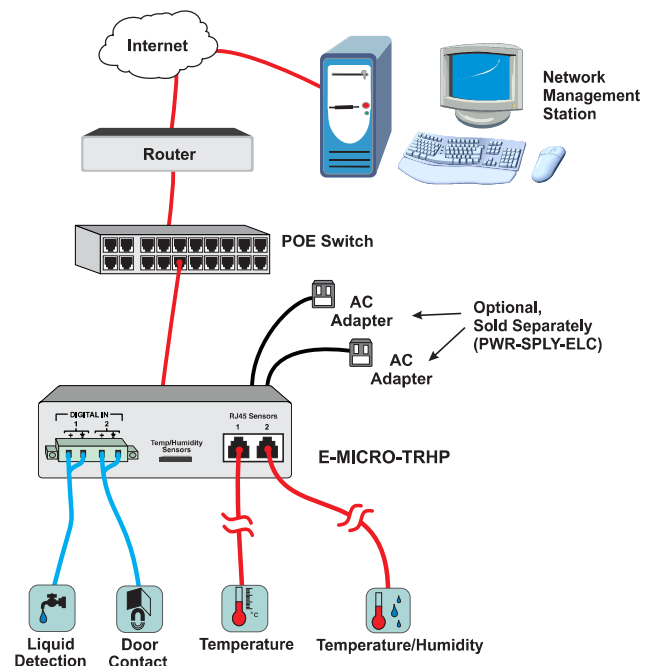 Internet
Network
Management
Station
Router
POE Switch
AC
Adapter
Optional,
Sold Separately
(PWR-SPLY-ELC)
AC
Adapter
DIGITAL IN
1 2
+ +
RJ45 Sensors
1 2
Temp/Humidity
Sensors
E-MICRO-TRHP
°C
Liquid
Detection
Door
Contact
Temperature
Temperature/Humidity